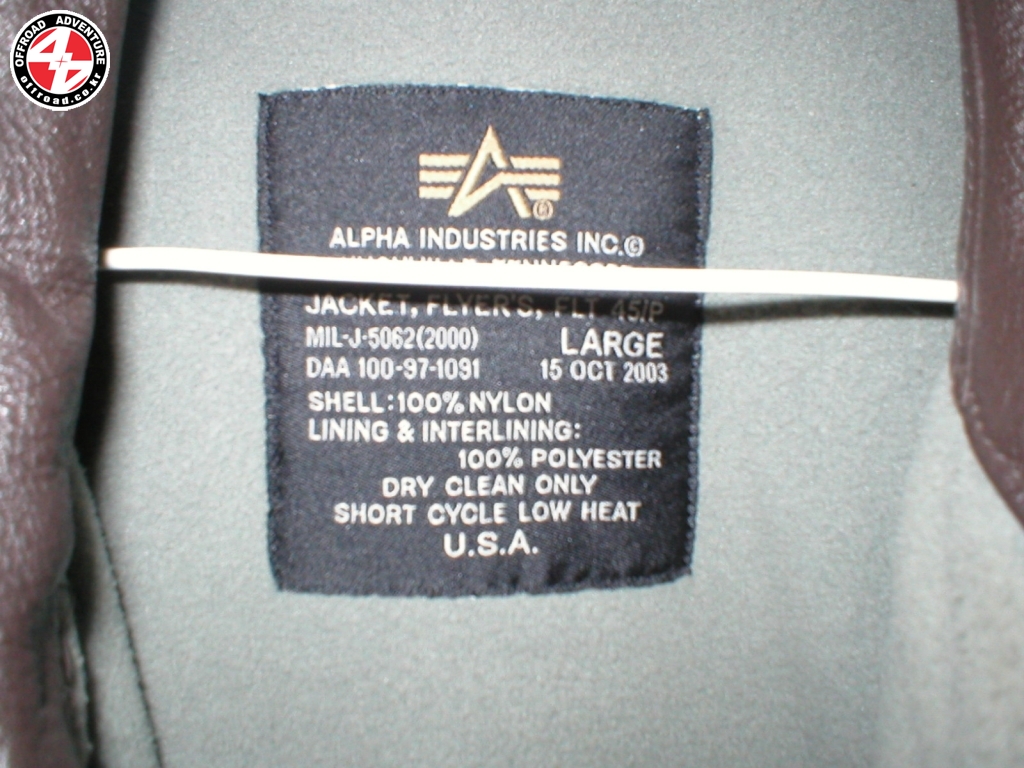 OFFROAD ADVENTURE
4x4
offroad.co.kr
ALPHA INDUSTRIES INC.©
JACKET, FLYER'S, FLT 45/P
MIL-J-5062(2000) LARGE
DAA 100-97-1091 15 OCT 2003
SHELL:100% NYLON
LINING & INTERLINING:
100% POLYESTER
DRY CLEAN ONLY
SHORT CYCLE LOW HEAT
U.S.A.